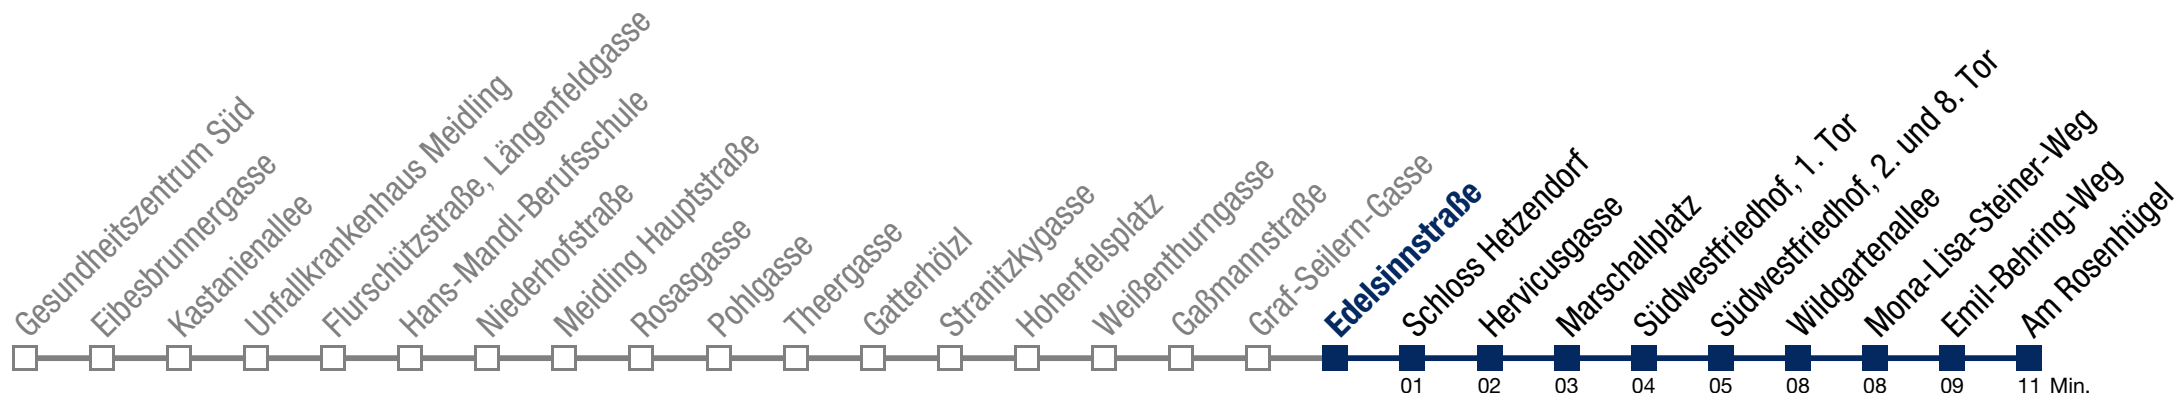 Gesundheitszentrum Süd
Eibesbrunnergasse
Kastanienallee
Unfallkrankenhaus Meidling
Flurschützstraße, Längenfeldgasse
Hans-Mandl-Berufsschule
Niederhofstraße
Meidling Hauptstraße
Rosasgasse
Pohlgasse
Theergasse
Gatterhölzl
Stranitzkygasse
Hohenfelsplatz
Weißenthurngasse
Gaßmannstraße
Graf-Seilern-Gasse
Edelsinnstraße
Schloss Hetzendorf
Hervicusgasse
Marschallplatz
Südwestfriedhof, 1. Tor
Südwestfriedhof, 2. und 8. Tor
Wildgartenallee
Mona-Lisa-Steiner-Weg
Emil-Behring-Weg
Am Rosenhügel
01 02 03 04 05 08 08 09 11 Min.